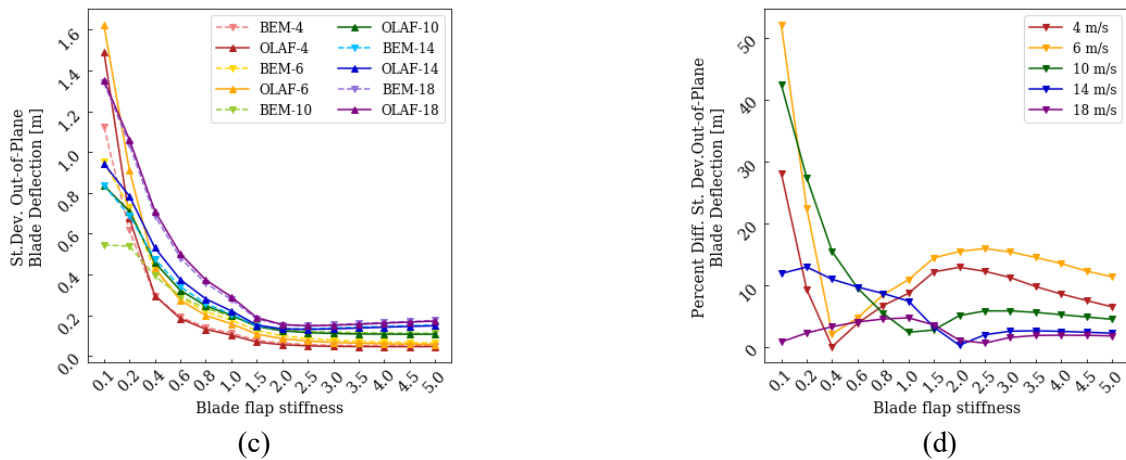 St.Dev. Out-of-Plane
Blade Deflection [m]
1.6
1.4
1.2
1.0
0.8
0.6
0.4
0.2
0.0
BEM-4
OLAF-4
BEM-6
OLAF-6
BEM-10
OLAF-10
BEM-14
OLAF-14
BEM-18
OLAF-18
0.1 0.2 0.4 0.6 0.8 1.0 1.5 2.0 2.5 3.0 3.5 4.0 4.5 5.0
Blade flap stiffness
(c)
Percent Diff. St. Dev.Out-of-Plane
Blade Deflection [m]
50
40
30
20
10
0
4 m/s
6 m/s
10 m/s
14 m/s
18 m/s
0.1 0.2 0.4 0.6 0.8 1.0 1.5 2.0 2.5 3.0 3.5 4.0 4.5 5.0
Blade flap stiffness
(d)